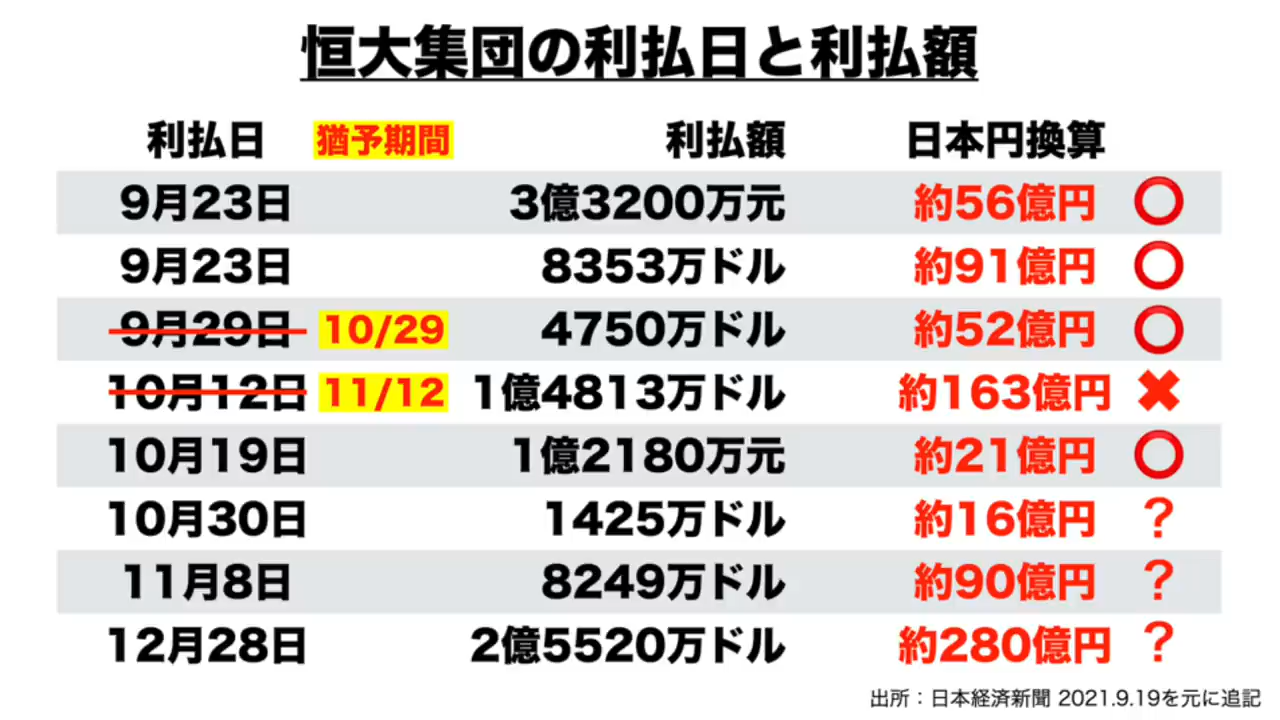 恒大集団の利払日と利払額
利払日 猶予期間 利払額 日本円換算
9月23日 3億3200万元 約56億円 ⭕
9月23日 8353万ドル 約91億円 ⭕
9月29日 10/29 4750万ドル 約52億円 ⭕
10月12日 11/12 1億4813万ドル 約163億円 ✖
10月19日 1億2180万元 約21億円 ⭕
10月30日 1425万ドル 約16億円 ?
11月8日 8249万ドル 約90億円 ?
12月28日 2億5520万ドル 約280億円 ?
出所：日本経済新聞 2021.9.19を元に追記